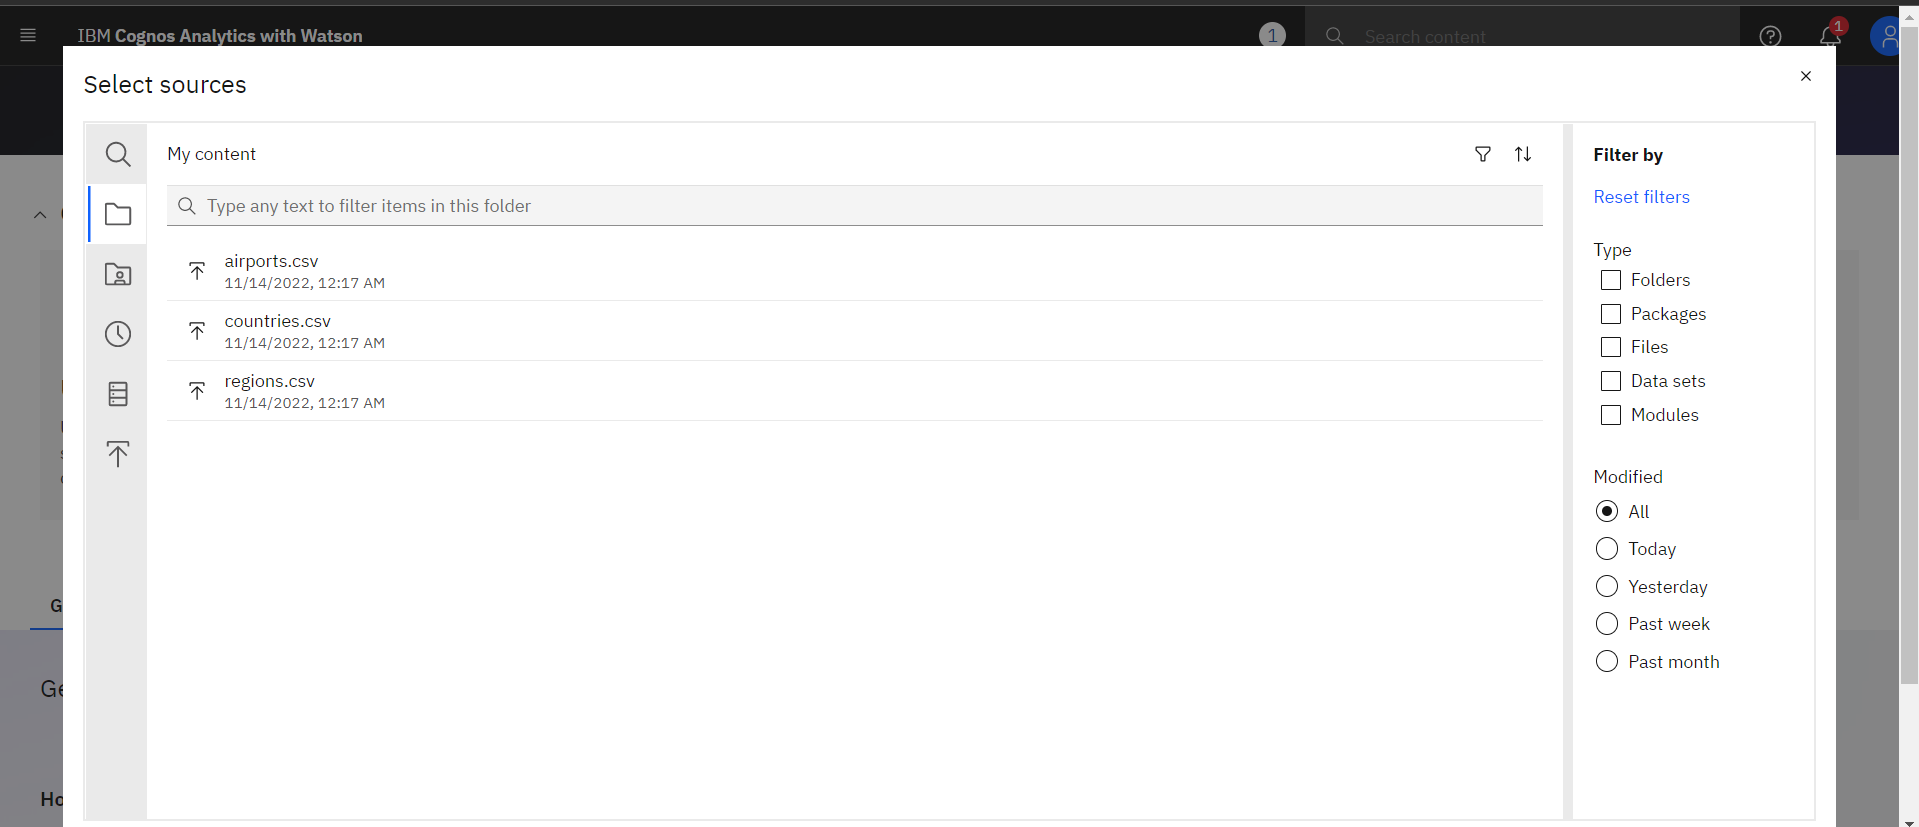 IBM Cognos Analytics with Watson
1
Search content
1
Select sources
My content
Type any text to filter items in this folder
airports.csv
11/14/2022, 12:17 AM
countries.csv
11/14/2022, 12:17 AM
regions.csv
11/14/2022, 12:17 AM
Filter by
Reset filters
Type
Folders
Packages
Files
Data sets
Modules
Modified
All
Today
Yesterday
Past week
Past month
G
Ge
Ho